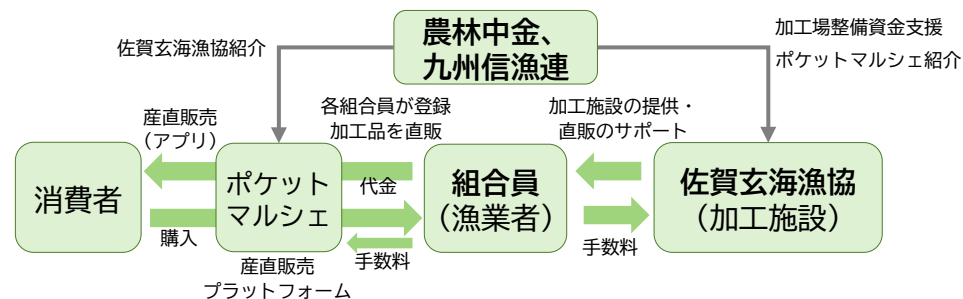 農林中金、
九州信漁連
佐賀玄海漁協紹介
加工場整備資金支援
ポケットマルシェ紹介
産直販売
（アプリ）
各組合員が登録
加工品を直販
加工施設の提供・
直販のサポート
消費者
ポケット
マルシェ
代金
組合員
（漁業者）
佐賀玄海漁協
（加工施設）
購入
手数料
手数料
産直販売
プラットフォーム